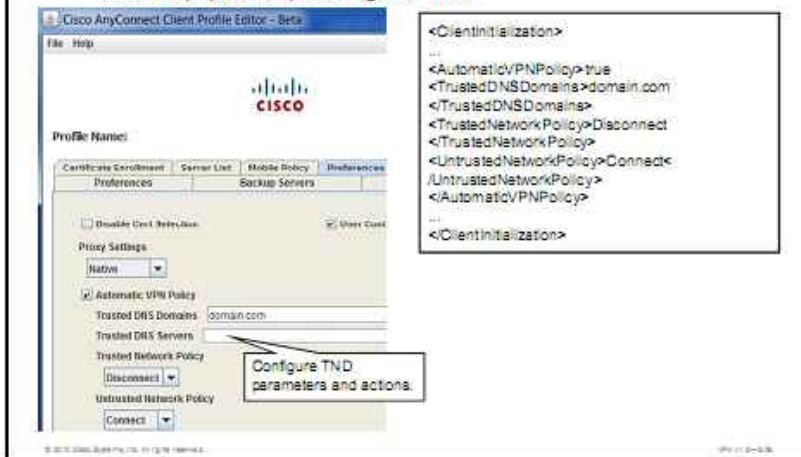 Cisco AnyConnect Client Profile Editor - Beta
File Help
CISCO
Profile Name:
Certificate Enrollment Server List Mobile Policy Preferences
Preferences Backup Servers
Disable Cert Selection
User
Proxy Settings
Native
Automatic VPN Policy
Trusted DNS Domains domain.com
Trusted DNS Servers
Trusted Network Policy
Disconnect
Untrusted Network Policy
Connect
Configure TND
parameters and actions.
<ClientInitialization>
...
<AutomaticVPNPolicy>true
<TrustedDNSDomains>domain.com
</TrustedDNSDomains>
<TrustedNetworkPolicy>Disconnect
</TrustedNetworkPolicy>
<UntrustedNetworkPolicy>Connect<
/UntrustedNetworkPolicy>
</AutomaticVPNPolicy>
...
</ClientInitialization>